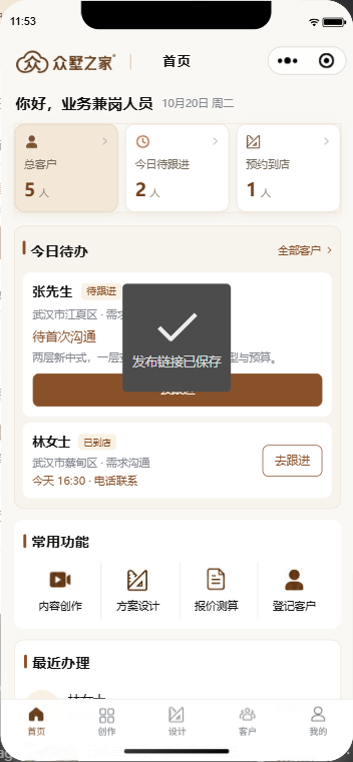 11:53
众墅之家
首页
你好，业务兼岗人员 10月20日 周二
总客户
5 人
今日待跟进
2 人
预约到店
1 人
今日待办
全部客户
张先生 待跟进
武汉市江夏区 · 需
待首次沟通
两层新中式，一层
型与预算。
发布链接已保存
林女士 已到店
武汉市蔡甸区 · 需求沟通
今天 16:30 · 电话联系
去跟进
常用功能
内容创作
方案设计
报价测算
登记客户
最近办理
首页
创作
设计
客户
我的